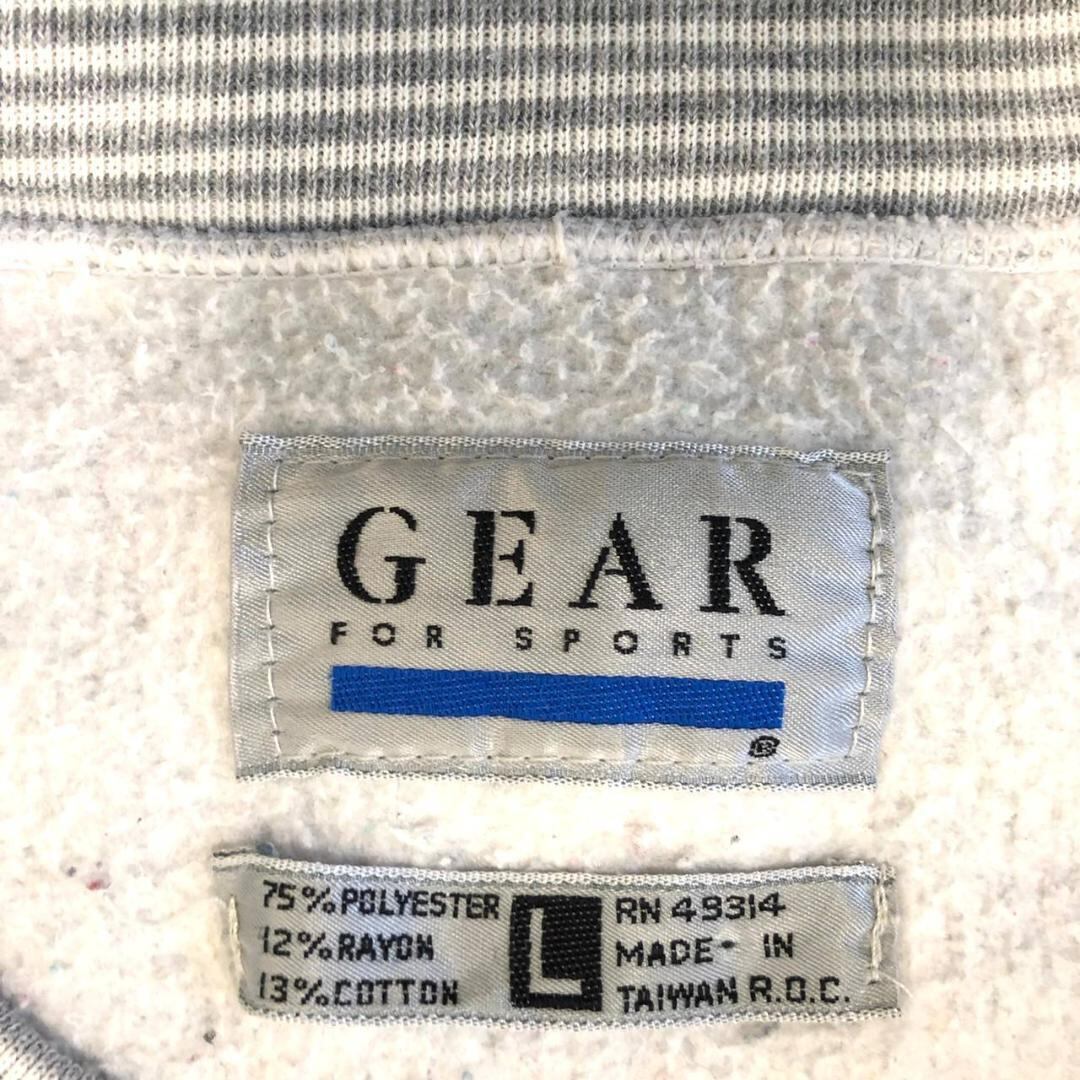 GEAR
FOR SPORTS
®
75% POLYESTER
12% RAYON
13% COTTON
L
RN 49314
MADE IN
TAIWAN R.O.C.